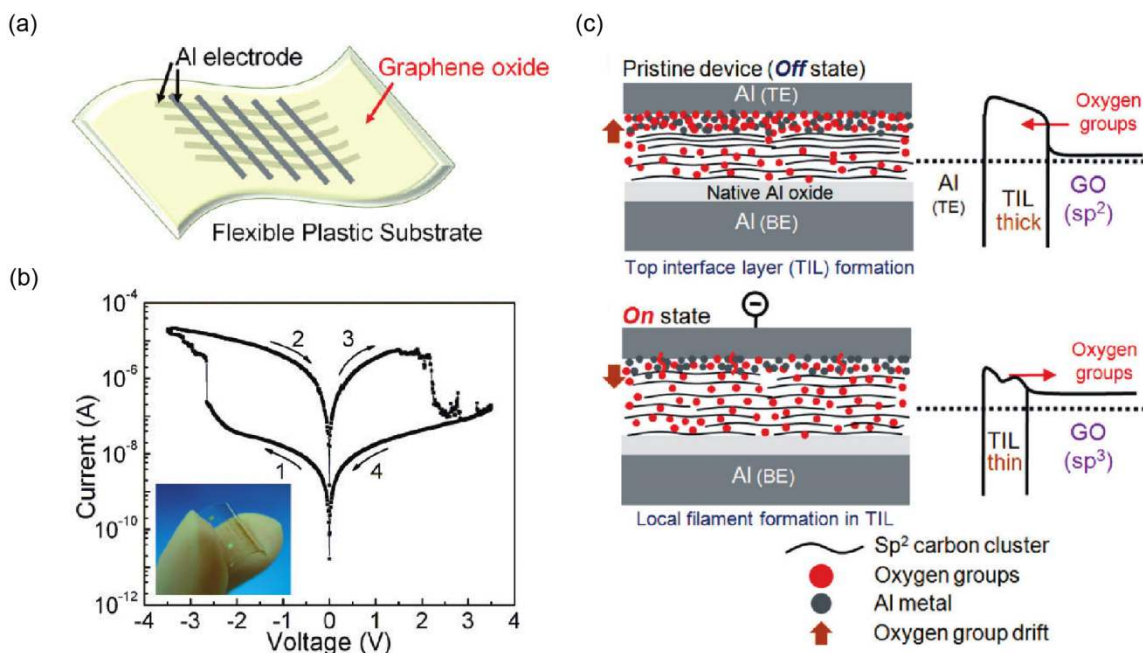 (a)
Al electrode
Graphene oxide
Flexible Plastic Substrate
(b)
Current (A)
10⁻⁴
10⁻⁶
10⁻⁸
10⁻¹⁰
10⁻¹²
2
3
1
4
-4 -3 -2 -1 0 1 2 3 4
Voltage (V)
(c)
Pristine device (Off state)
Al (TE)
Native Al oxide
Al (BE)
Top interface layer (TIL) formation
Oxygen
groups
Al
(TE)
TIL
thick
GO
(sp²)
On state
Al (BE)
Local filament formation in TIL
Oxygen
groups
TIL
thin
GO
(sp³)
Sp² carbon cluster
Oxygen groups
Al metal
Oxygen group drift